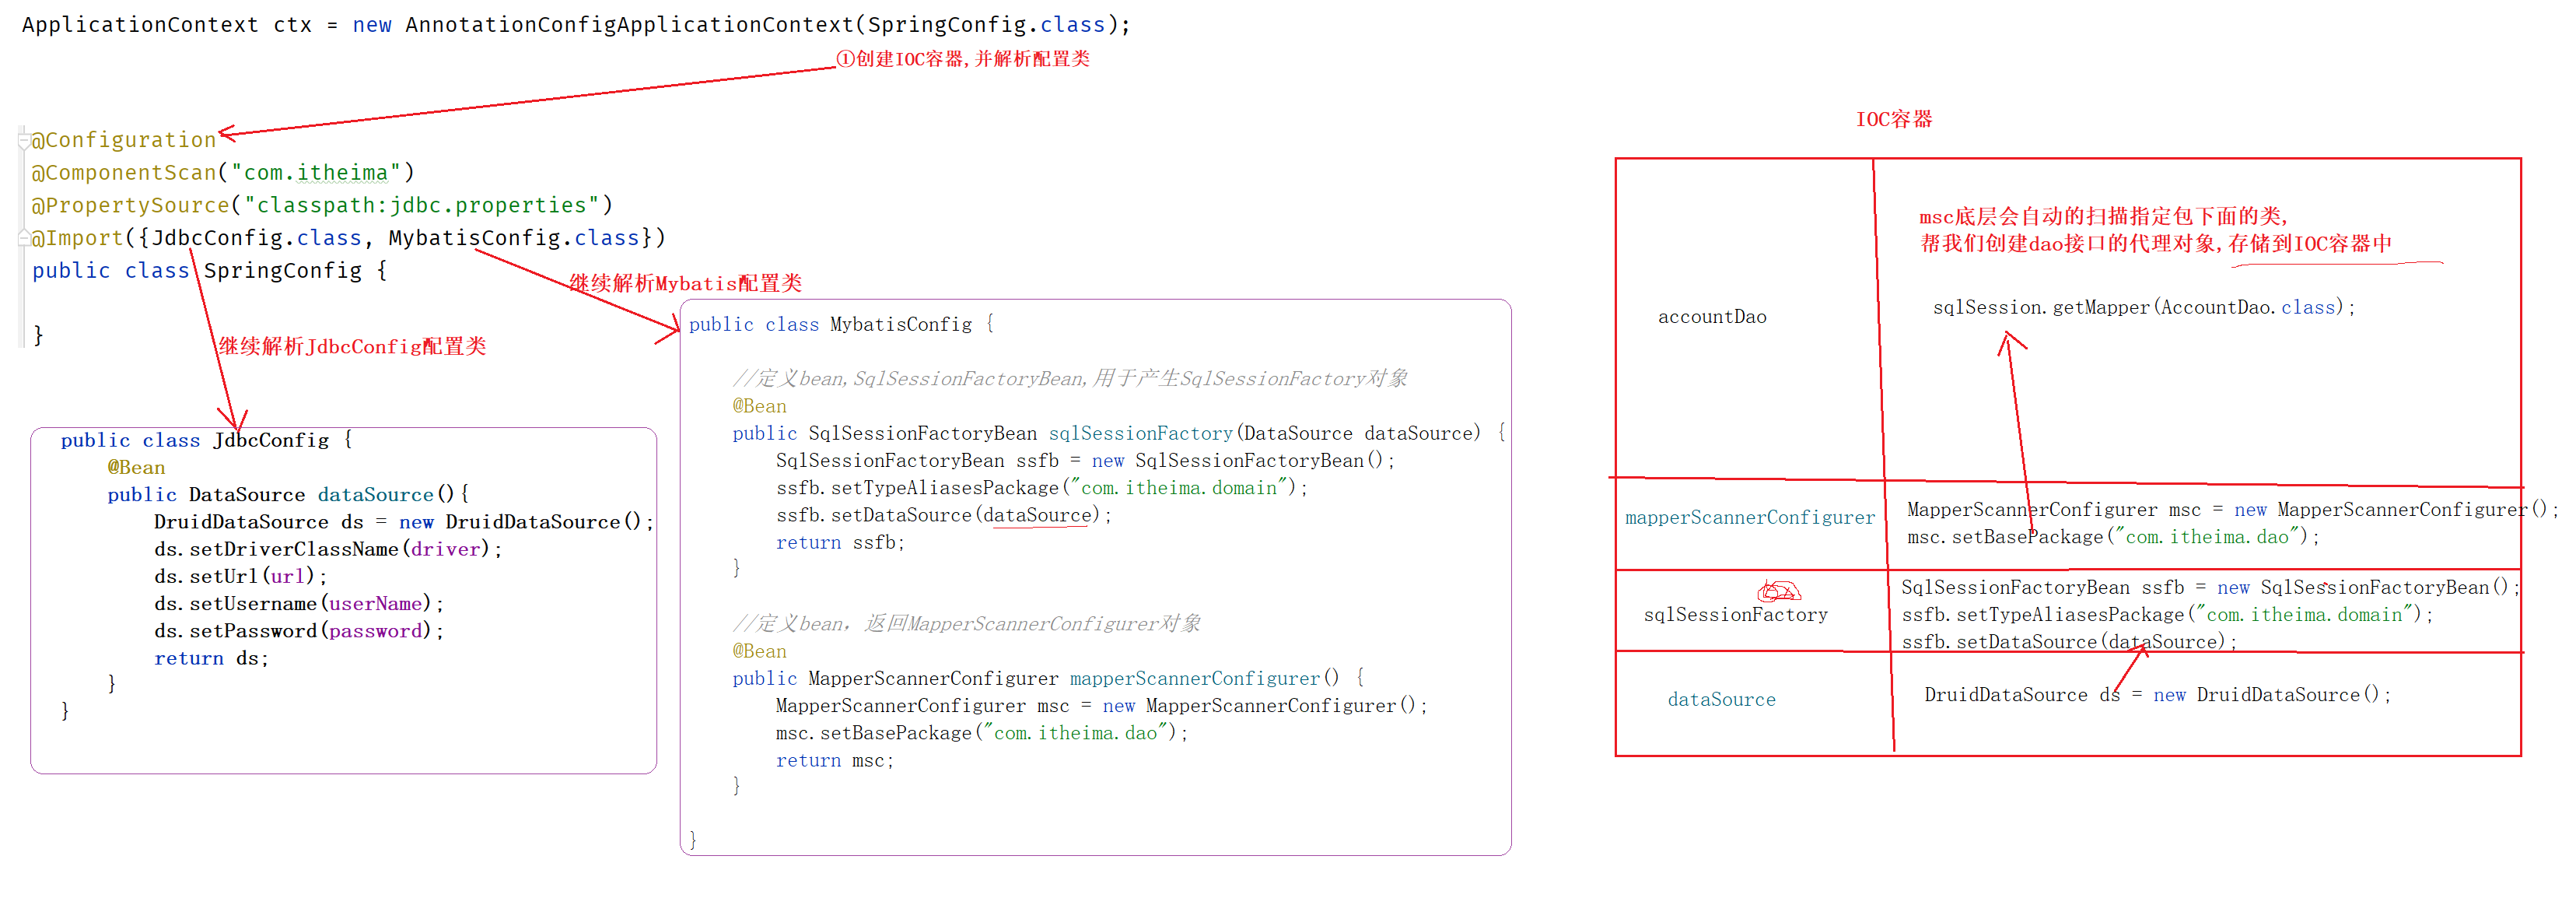 ApplicationContext ctx = new AnnotationConfigApplicationContext(SpringConfig.class);
①创建IOC容器,并解析配置类
@Configuration
@ComponentScan("com.itheima")
@PropertySource("classpath:jdbc.properties")
@Import({JdbcConfig.class, MybatisConfig.class})
public class SpringConfig {
}
继续解析JdbcConfig配置类
继续解析Mybatis配置类
public class JdbcConfig {
@Bean
public DataSource dataSource(){
DruidDataSource ds = new DruidDataSource();
ds.setDriverClassName(driver);
ds.setUrl(url);
ds.setUsername(userName);
ds.setPassword(password);
return ds;
}
}
public class MybatisConfig {
//定义bean,SqlSessionFactoryBean,用于产生SqlSessionFactory对象
@Bean
public SqlSessionFactoryBean sqlSessionFactory(DataSource dataSource) {
SqlSessionFactoryBean ssfb = new SqlSessionFactoryBean();
ssfb.setTypeAliasesPackage("com.itheima.domain");
ssfb.setDataSource(dataSource);
return ssfb;
}
//定义bean，返回MapperScannerConfigurer对象
@Bean
public MapperScannerConfigurer mapperScannerConfigurer() {
MapperScannerConfigurer msc = new MapperScannerConfigurer();
msc.setBasePackage("com.itheima.dao");
return msc;
}
}
IOC容器
msc底层会自动的扫描指定包下面的类,
帮我们创建dao接口的代理对象,存储到IOC容器中
accountDao
sqlSession.getMapper(AccountDao.class);
mapperScannerConfigurer
MapperScannerConfigurer msc = new MapperScannerConfigurer();
msc.setBasePackage("com.itheima.dao");
sqlSessionFactory
SqlSessionFactoryBean ssfb = new SqlSessionFactoryBean();
ssfb.setTypeAliasesPackage("com.itheima.domain");
ssfb.setDataSource(dataSource);
dataSource
DruidDataSource ds = new DruidDataSource();